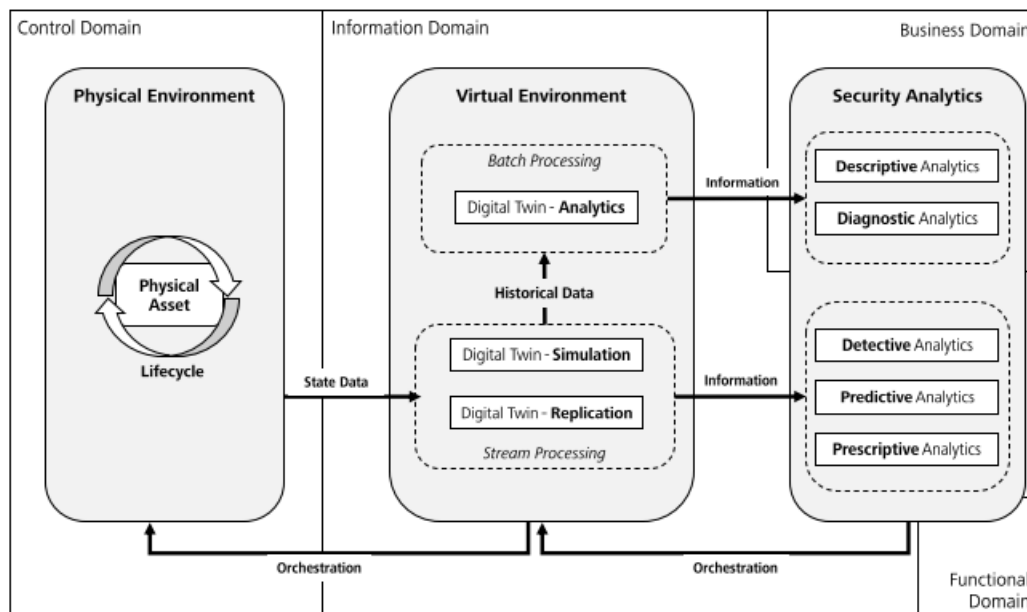 Control Domain
Information Domain
Business Domain
Physical Environment
Physical
Asset
Lifecycle
State Data
Virtual Environment
Batch Processing
Digital Twin - Analytics
Historical Data
Digital Twin - Simulation
Digital Twin - Replication
Stream Processing
Information
Information
Security Analytics
Descriptive Analytics
Diagnostic Analytics
Detective Analytics
Predictive Analytics
Prescriptive Analytics
Orchestration
Orchestration
Functional
Domain